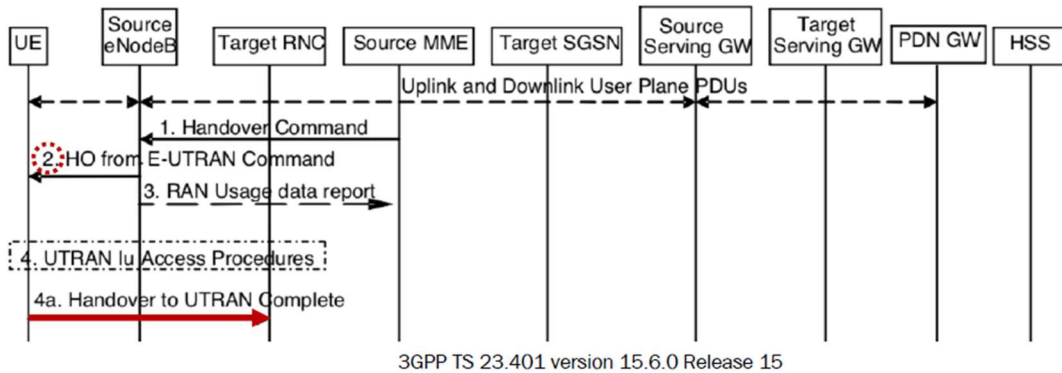 UE
Source eNodeB
Target RNC
Source MME
Target SGSN
Source Serving GW
Target Serving GW
PDN GW
HSS
Uplink and Downlink User Plane PDUs
1. Handover Command
2. HO from E-UTRAN Command
3. RAN Usage data report
4. UTRAN Iu Access Procedures
4a. Handover to UTRAN Complete
3GPP TS 23.401 version 15.6.0 Release 15